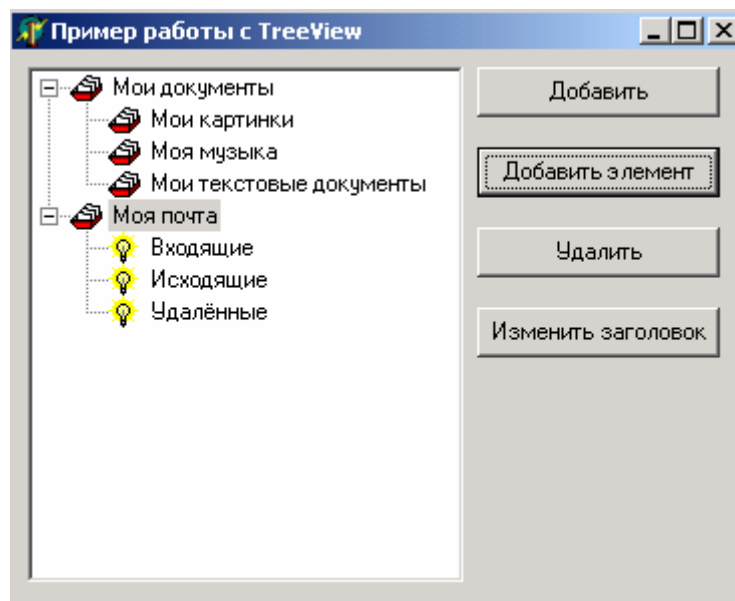 Пример работы с TreeView
Мои документы
Мои картинки
Моя музыка
Мои текстовые документы
Моя почта
Входящие
Исходящие
Удалённые
Добавить
Добавить элемент
Удалить
Изменить заголовок